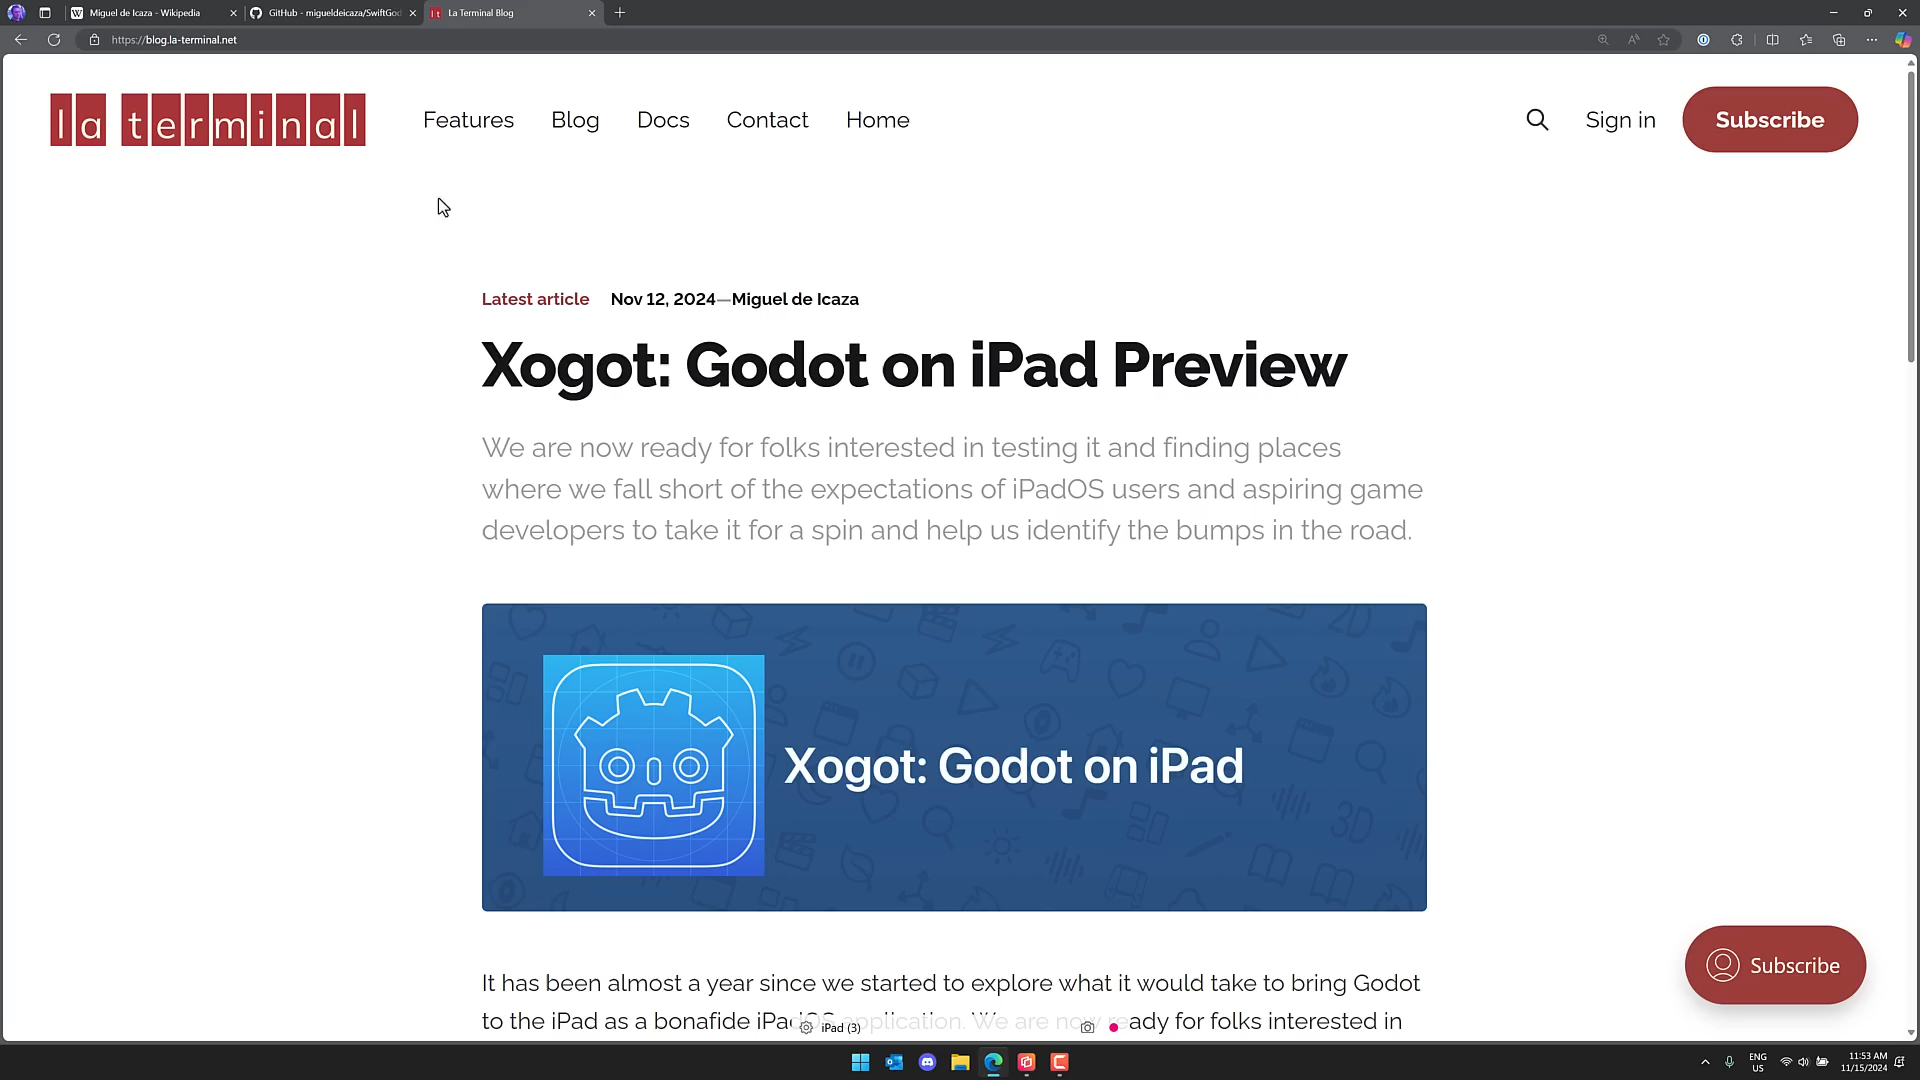 Miguel de Icaza - Wikipedia
GitHub - migueldeicaza/SwiftGod
La Terminal Blog
https://blog.la-terminal.net
la terminal
Features
Blog
Docs
Contact
Home
Sign in
Subscribe
Latest article
Nov 12, 2024—Miguel de Icaza
Xogot: Godot on iPad Preview
We are now ready for folks interested in testing it and finding places
where we fall short of the expectations of iPadOS users and aspiring game
developers to take it for a spin and help us identify the bumps in the road.
Xogot: Godot on iPad
Subscribe
It has been almost a year since we started to explore what it would take to bring Godot
to the iPad as a bonafide iPadOS application. We are now ready for folks interested in
iPad (3)
ENG
US
11:53 AM
11/15/2024